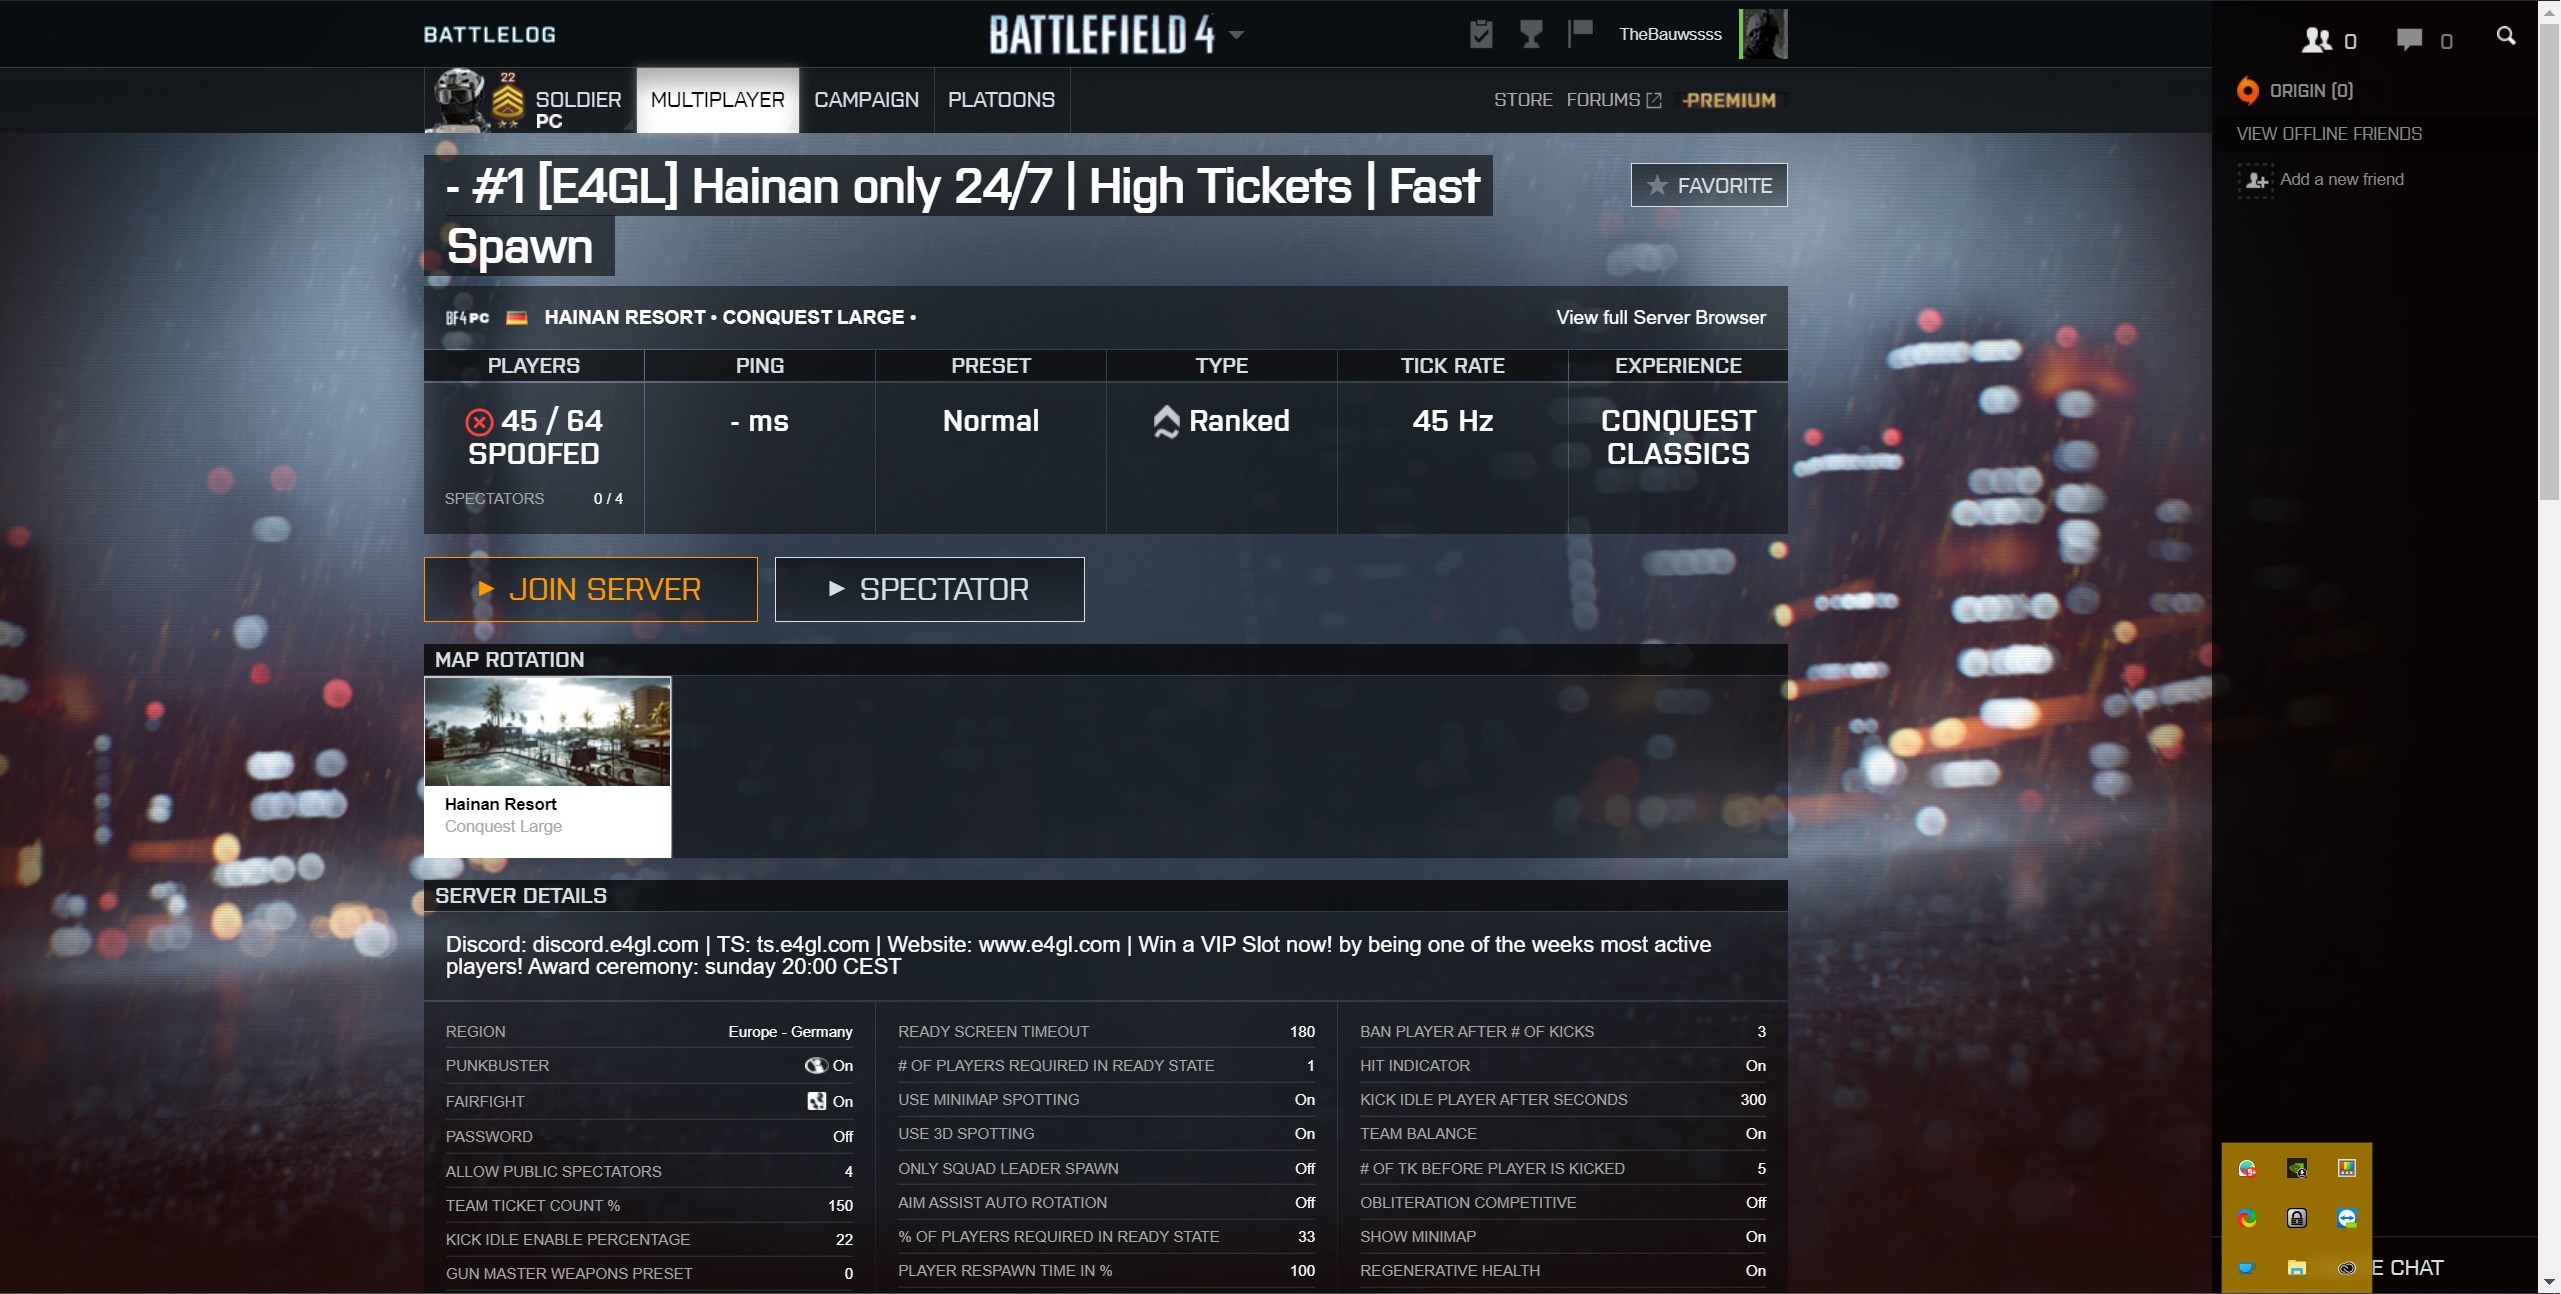 BATTLELOG
BATTLEFIELD 4
TheBauwssss
0
0
22
SOLDIER
PC
MULTIPLAYER
CAMPAIGN
PLATOONS
STORE
FORUMS
PREMIUM
ORIGIN (0)
VIEW OFFLINE FRIENDS
Add a new friend
- #1 [E4GL] Hainan only 24/7 | High Tickets | Fast
Spawn
FAVORITE
BF4 PC
HAINAN RESORT • CONQUEST LARGE •
View full Server Browser
PLAYERS
PING
PRESET
TYPE
TICK RATE
EXPERIENCE
45 / 64
SPOOFED
SPECTATORS 0 / 4
- ms
Normal
Ranked
45 Hz
CONQUEST
CLASSICS
JOIN SERVER
SPECTATOR
MAP ROTATION
Hainan Resort
Conquest Large
SERVER DETAILS
Discord: discord.e4gl.com | TS: ts.e4gl.com | Website: www.e4gl.com | Win a VIP Slot now! by being one of the weeks most active
players! Award ceremony: sunday 20:00 CEST
REGION Europe - Germany
PUNKBUSTER On
FAIRFIGHT On
PASSWORD Off
ALLOW PUBLIC SPECTATORS 4
TEAM TICKET COUNT % 150
KICK IDLE ENABLE PERCENTAGE 22
GUN MASTER WEAPONS PRESET 0
READY SCREEN TIMEOUT 180
# OF PLAYERS REQUIRED IN READY STATE 1
USE MINIMAP SPOTTING On
USE 3D SPOTTING On
ONLY SQUAD LEADER SPAWN Off
AIM ASSIST AUTO ROTATION Off
% OF PLAYERS REQUIRED IN READY STATE 33
PLAYER RESPAWN TIME IN % 100
BAN PLAYER AFTER # OF KICKS 3
HIT INDICATOR On
KICK IDLE PLAYER AFTER SECONDS 300
TEAM BALANCE On
# OF TK BEFORE PLAYER IS KICKED 5
OBLITERATION COMPETITIVE Off
SHOW MINIMAP On
REGENERATIVE HEALTH On
E CHAT